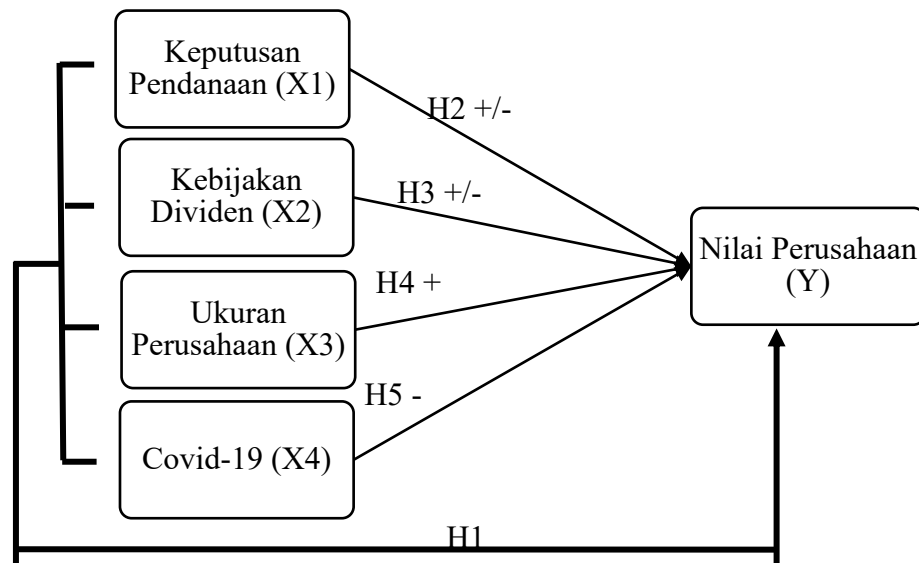 Keputusan
Pendanaan (X1)
H2 +/-
Kebijakan
Dividen (X2)
H3 +/-
Nilai Perusahaan
(Y)
H4 +
Ukuran
Perusahaan (X3)
H5 -
Covid-19 (X4)
H1